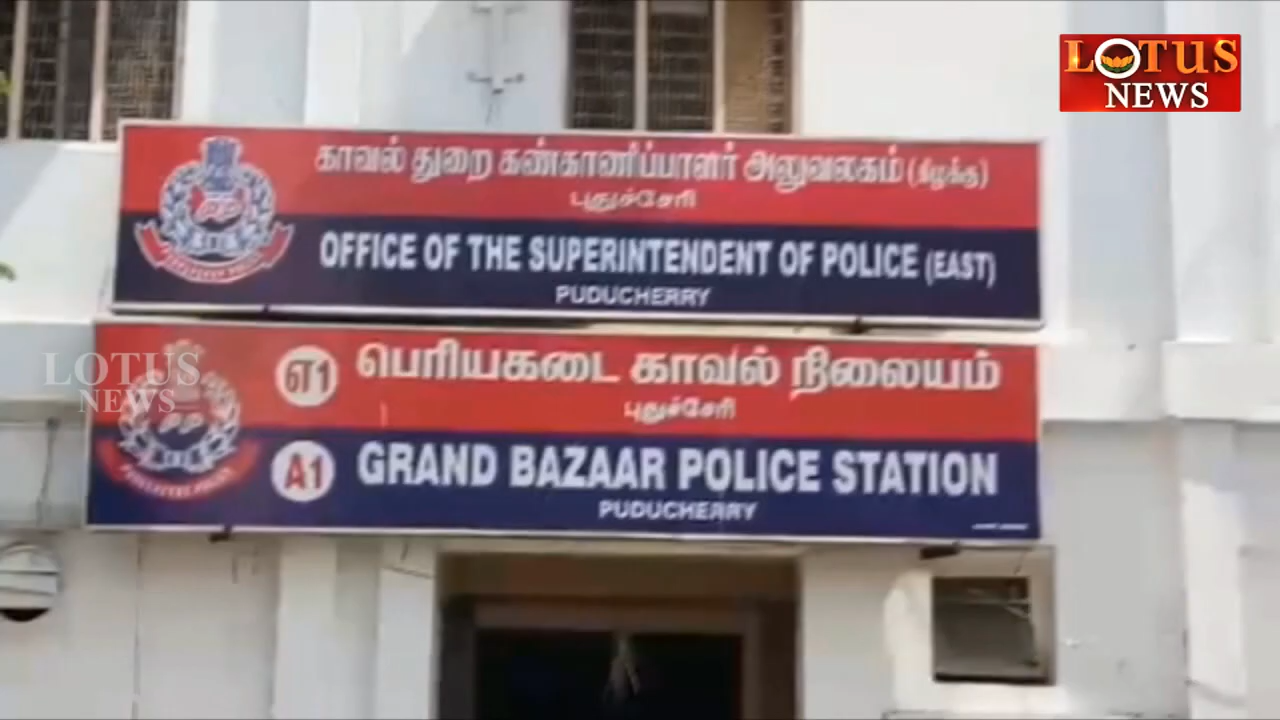 LOTUS
NEWS
காவல் துறை கண்காணிப்பாளர் அலுவலகம் (கிழக்கு)
புதுச்சேரி
OFFICE OF THE SUPERINTENDENT OF POLICE (EAST)
PUDUCHERRY
LOTUS
NEWS
எ1 பெரியகடை காவல் நிலையம்
புதுச்சேரி
A1 GRAND BAZAAR POLICE STATION
PUDUCHERRY